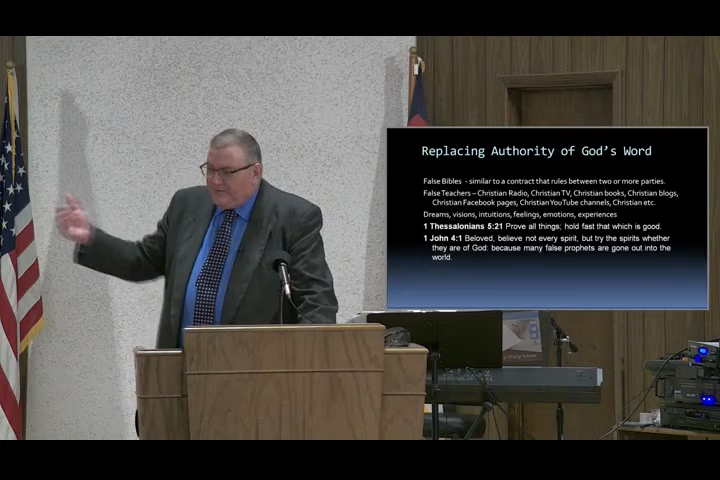 Replacing Authority of God's Word
False Bibles - similar to a contract that rules between two or more parties.
False Teachers – Christian Radio, Christian TV, Christian books, Christian blogs,
Christian Facebook pages, Christian YouTube channels, Christian etc.
Dreams, visions, intuitions, feelings, emotions, experiences
1 Thessalonians 5:21 Prove all things; hold fast that which is good.
1 John 4:1 Beloved, believe not every spirit, but try the spirits whether
they are of God: because many false prophets are gone out into the
world.